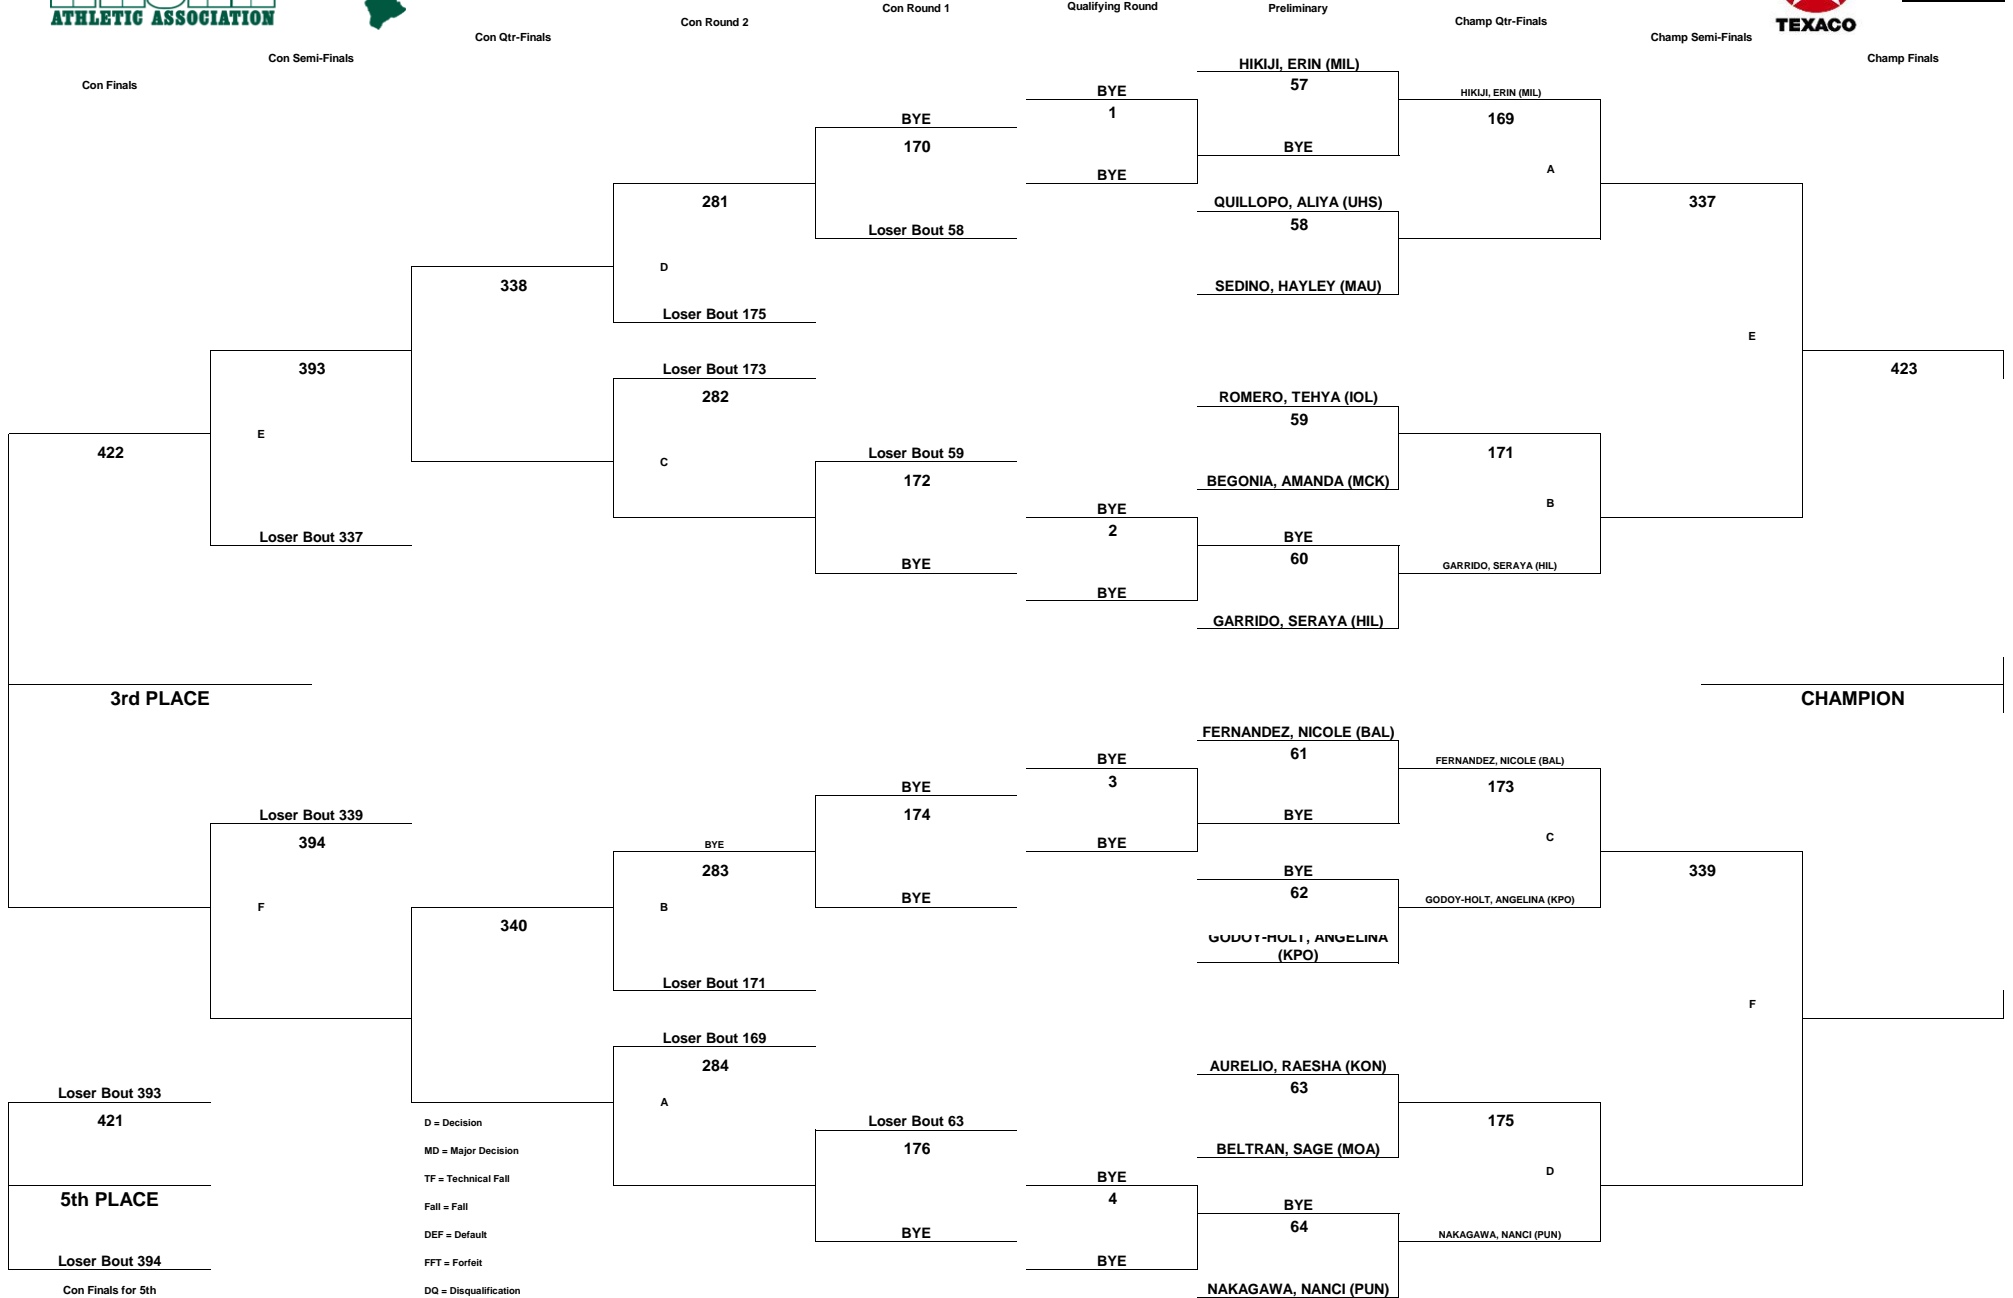 ATHLETIC ASSOCIATION
TEXACO
Con Finals
Con Semi-Finals
Con Qtr-Finals
Con Round 2
Con Round 1
Qualifying Round
Preliminary
Champ Qtr-Finals
Champ Semi-Finals
Champ Finals
HIKIJI, ERIN (MIL)
57
BYE
HIKIJI, ERIN (MIL)
BYE
1
BYE
169
170
BYE
A
BYE
281
QUILLOPO, ALIYA (UHS)
337
58
Loser Bout 58
D
338
SEDINO, HAYLEY (MAU)
Loser Bout 175
E
393
Loser Bout 173
423
282
ROMERO, TEHYA (IOL)
59
E
422
C
Loser Bout 59
171
172
BEGONIA, AMANDA (MCK)
B
BYE
2
Loser Bout 337
BYE
60
BYE
GARRIDO, SERAYA (HIL)
BYE
GARRIDO, SERAYA (HIL)
3rd PLACE
CHAMPION
FERNANDEZ, NICOLE (BAL)
61
BYE
FERNANDEZ, NICOLE (BAL)
3
BYE
173
Loser Bout 339
174
BYE
394
C
BYE
BYE
283
BYE
339
62
BYE
GODOY-HOLT, ANGELINA (KPO)
F
B
340
GODOY-HOLT, ANGELINA
(KPO)
Loser Bout 171
F
Loser Bout 169
284
AURELIO, RAESHA (KON)
63
Loser Bout 393
A
421
D = Decision
Loser Bout 63
175
MD = Major Decision
176
BELTRAN, SAGE (MOA)
D
TF = Technical Fall
BYE
5th PLACE
4
Fall = Fall
BYE
64
DEF = Default
BYE
NAKAGAWA, NANCI (PUN)
Loser Bout 394
FFT = Forfeit
BYE
Con Finals for 5th
DQ = Disqualification
NAKAGAWA, NANCI (PUN)